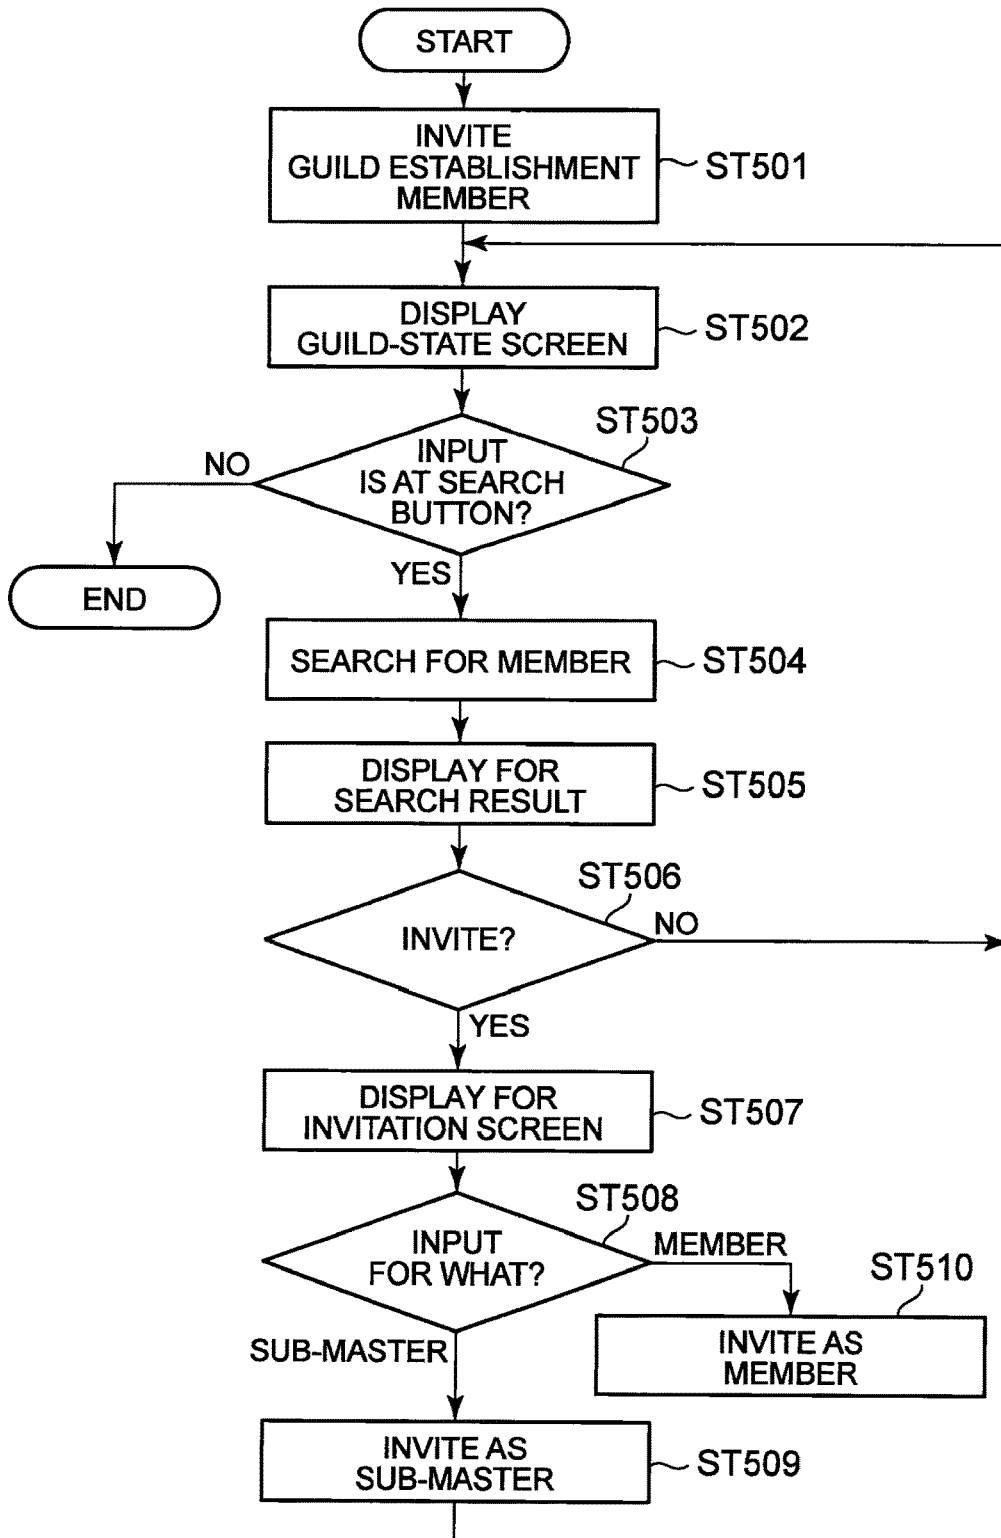 START
INVITE
GUILD ESTABLISHMENT
MEMBER
ST501
DISPLAY
GUILD-STATE SCREEN
ST502
ST503
INPUT
IS AT SEARCH
BUTTON?
NO
YES
END
SEARCH FOR MEMBER
ST504
DISPLAY FOR
SEARCH RESULT
ST505
ST506
INVITE?
NO
YES
DISPLAY FOR
INVITATION SCREEN
ST507
ST508
INPUT
FOR WHAT?
MEMBER
ST510
INVITE AS
MEMBER
SUB-MASTER
INVITE AS
SUB-MASTER
ST509